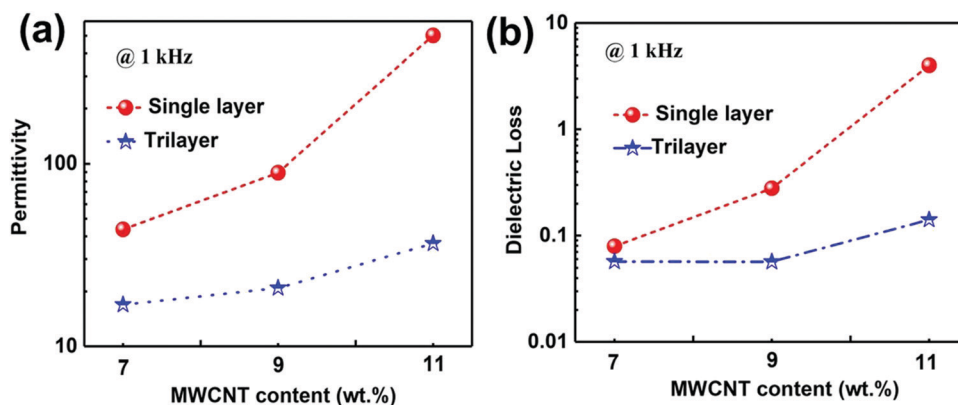 (a)
@ 1 kHz
Single layer
Trilayer
100
10
Permittivity
7
9
11
MWCNT content (wt.%)
(b)
@ 1 kHz
Single layer
Trilayer
10
1
0.1
0.01
Dielectric Loss
7
9
11
MWCNT content (wt.%)